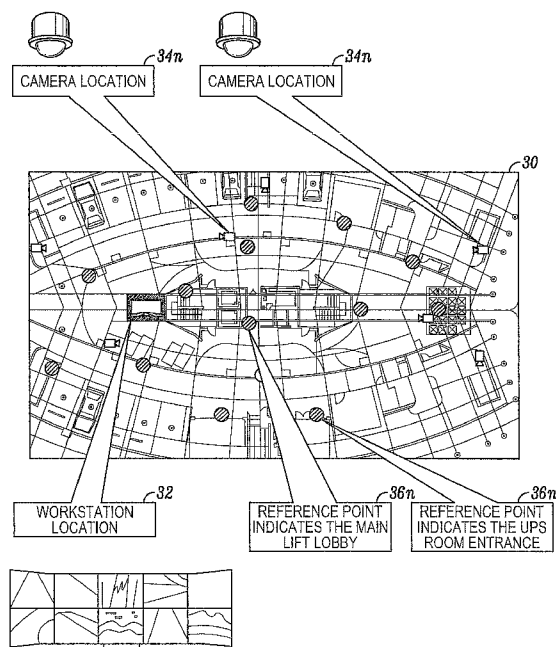 34n
34n
CAMERA LOCATION
CAMERA LOCATION
30
32
36n
36n
WORKSTATION
LOCATION
REFERENCE POINT
INDICATES THE MAIN
LIFT LOBBY
REFERENCE POINT
INDICATES THE UPS
ROOM ENTRANCE